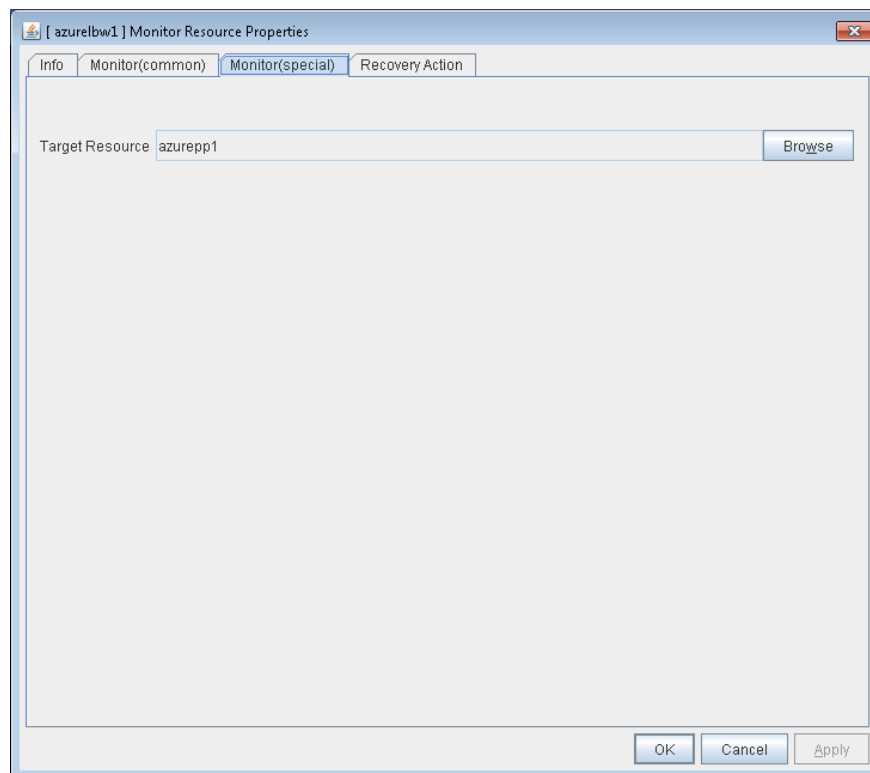 [ azurelbw1 ] Monitor Resource Properties
Info Monitor(common) Monitor(special) Recovery Action
Target Resource azurepp1 Browse
OK Cancel Apply